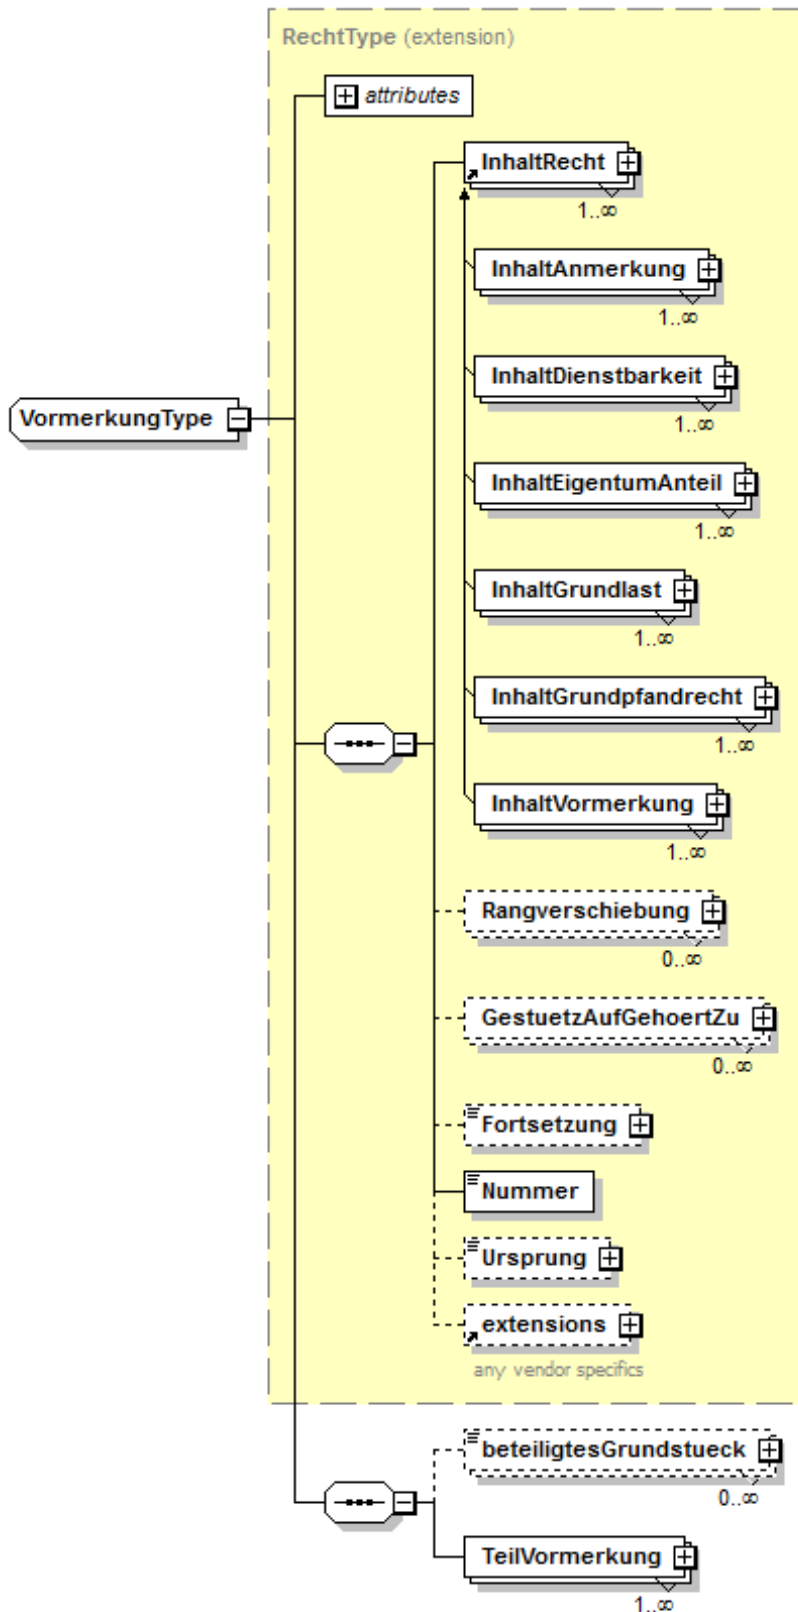 RechtType (extension)
attributes
InhaltRecht
1..∞
InhaltAnmerkung
1..∞
InhaltDienstbarkeit
1..∞
VormerkungType
InhaltEigentumAnteil
1..∞
InhaltGrundlast
1..∞
InhaltGrundpfandrecht
1..∞
InhaltVormerkung
1..∞
Rangverschiebung
0..∞
GestuetzAufGehoertZu
0..∞
Fortsetzung
Nummer
Ursprung
extensions
any vendor specifics
beteiligtesGrundstueck
0..∞
TeilVormerkung
1..∞